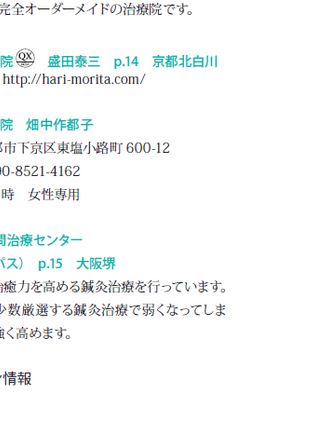 完全オーダーメイドの治療院です。
院 QX 盛田泰三 p.14 京都北白川
http://hari-morita.com/
院 畑中作都子
市下京区東塩小路町 600-12
0-8521-4162
時 女性専用
問治療センター
パス） p.15 大阪堺
治癒力を高める鍼灸治療を行っています。
少数厳選する鍼灸治療で弱くなってしま
強く高めます。
情報